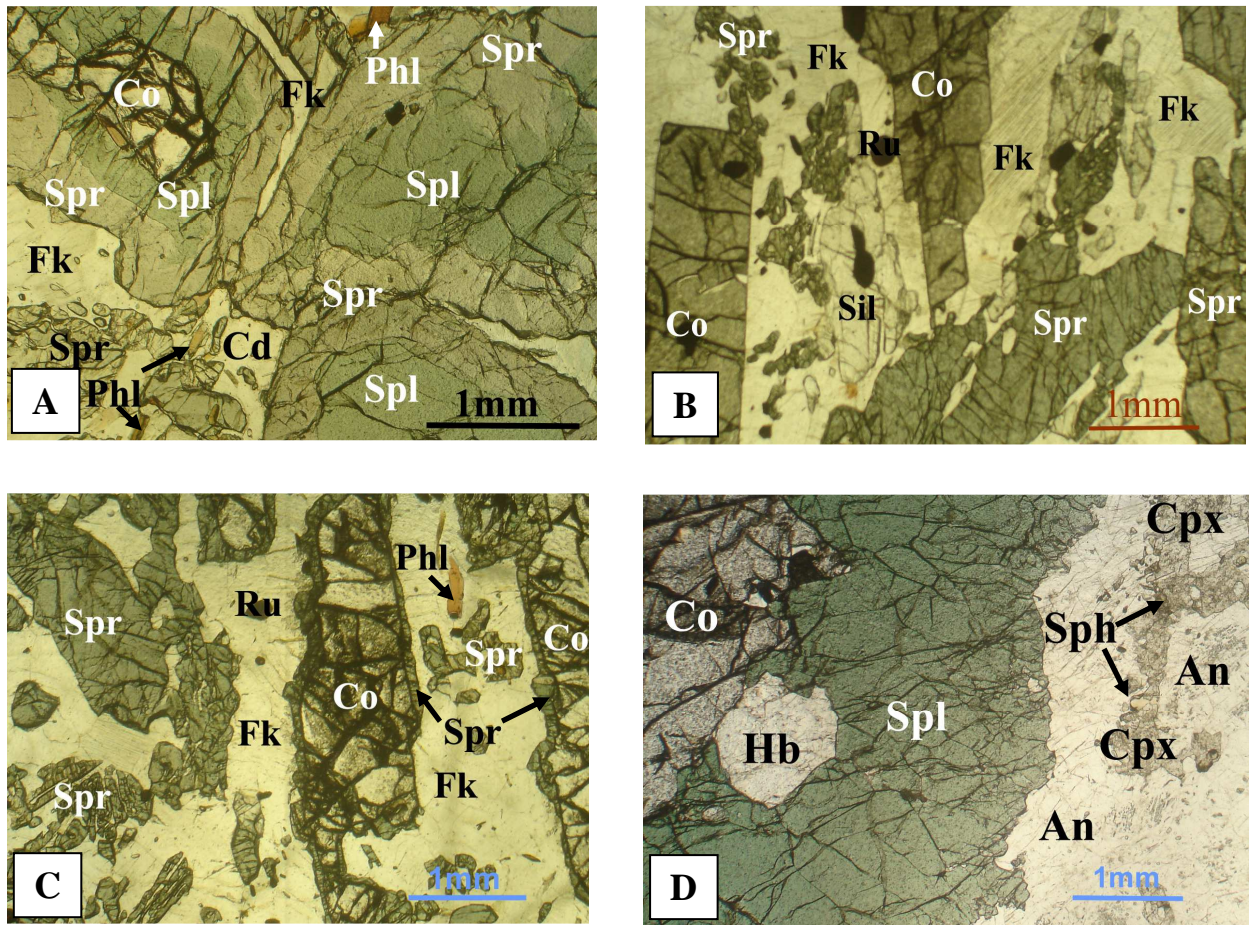 Phl
Spr
Co
Fk
Spr
Spl
Spl
Fk
Spr
Spr
Cd
Phl
Spl
1mm
A
Spr
Fk
Co
Fk
Ru
Fk
Sil
Co
Spr
Spr
1mm
B
Phl
Ru
Spr
Spr
Co
Co
Spr
Fk
Fk
Spr
1mm
C
Cpx
Co
Sph
An
Spl
Hb
Cpx
An
1mm
D